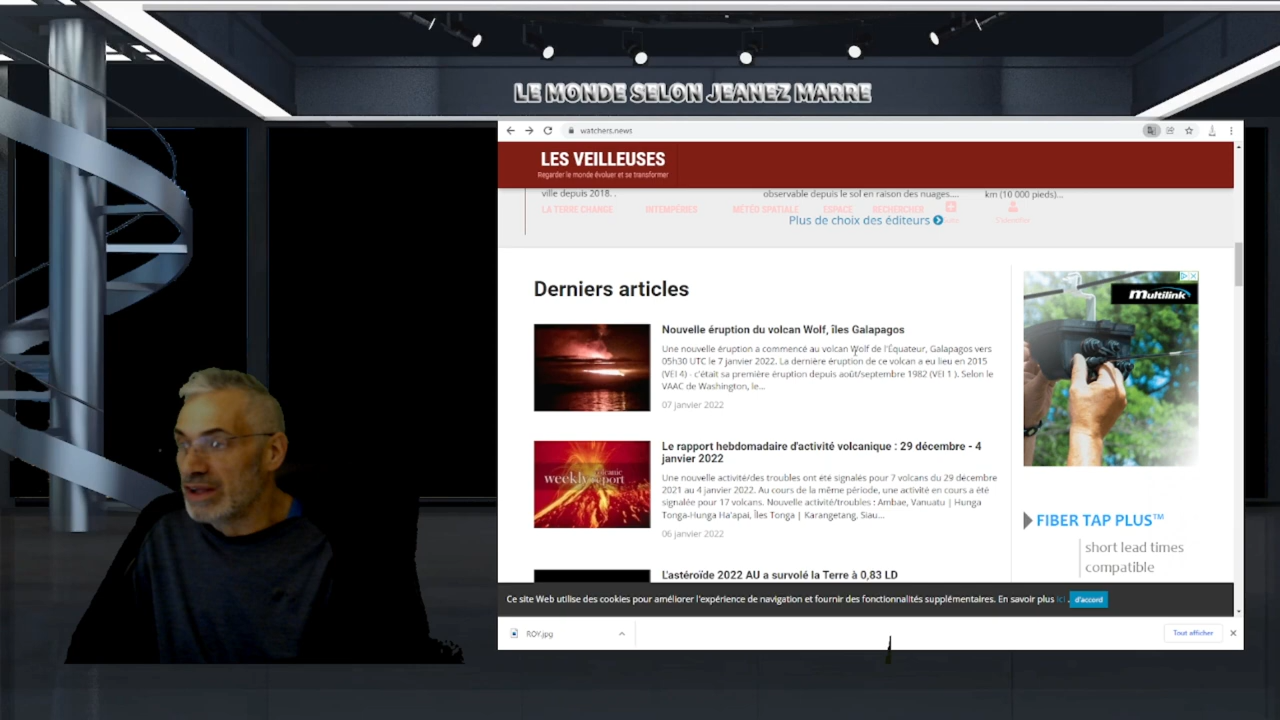 LE MONDE SELON JEANEZ MARRE
watchers.news
LES VEILLEUSES
Regarder le monde évoluer et se transformer
ville depuis 2018. .
observable depuis le sol en raison des nuages....
km (10 000 pieds)...
LA TERRE CHANGE
INTEMPÉRIES
MÉTÉO SPATIALE
ESPACE
RECHERCHER
S'identifier
Plus de choix des éditeurs
Derniers articles
Nouvelle éruption du volcan Wolf, îles Galapagos
Une nouvelle éruption a commencé au volcan Wolf de l'Équateur, Galapagos vers
05h30 UTC le 7 janvier 2022. La dernière éruption de ce volcan a eu lieu en 2015
(VEI 4) - c'était sa première éruption depuis août/septembre 1982 (VEI 1 ). Selon le
VAAC de Washington, le...
07 janvier 2022
weekly volcanic report
Le rapport hebdomadaire d'activité volcanique : 29 décembre - 4
janvier 2022
Une nouvelle activité/des troubles ont été signalés pour 7 volcans du 29 décembre
2021 au 4 janvier 2022. Au cours de la même période, une activité en cours a été
signalée pour 17 volcans. Nouvelle activité/troubles : Ambae, Vanuatu | Hunga
Tonga-Hunga Ha'apai, Îles Tonga | Karangetang, Siau...
06 janvier 2022
L'astéroïde 2022 AU a survolé la Terre à 0,83 LD
Multilink
FIBER TAP PLUS™
short lead times
compatible
Ce site Web utilise des cookies pour améliorer l'expérience de navigation et fournir des fonctionnalités supplémentaires. En savoir plus ici . d'accord
ROY.jpg
Tout afficher